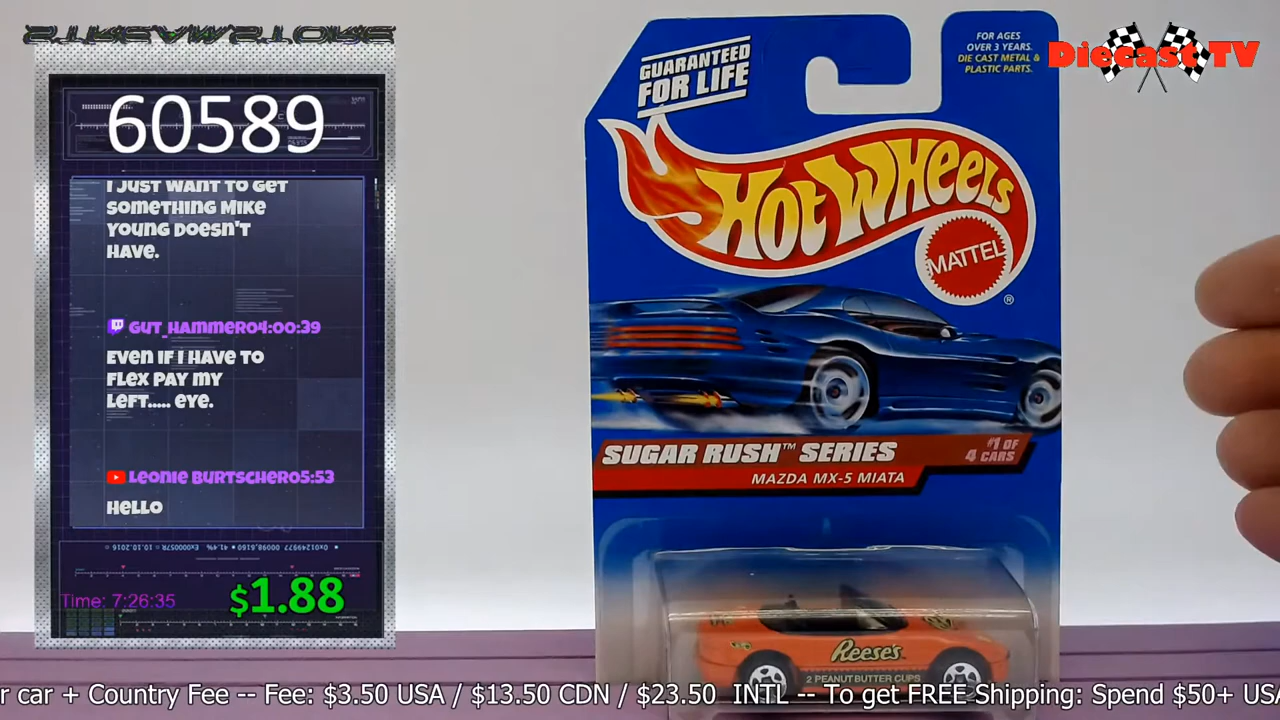 STREAM STORE
60589
I just want to get
something Mike
Young doesn't
have.
Gut_Hammer04:00:39
Even if I have to
flex pay my
left..... eye.
Leonie Burtscher05:53
Hello
Time: 7:26:35
$1.88
GUARANTEED
FOR LIFE
FOR AGES
OVER 3 YEARS.
DIE CAST METAL &
PLASTIC PARTS.
Diecast TV
HOT WHEELS
MATTEL
®
SUGAR RUSH™ SERIES
#1 OF
4 CARS
MAZDA MX-5 MIATA
Reese's
2 PEANUT BUTTER CUPS
r car + Country Fee -- Fee: $3.50 USA / $13.50 CDN / $23.50 INTL -- To get FREE Shipping: Spend $50+ USA